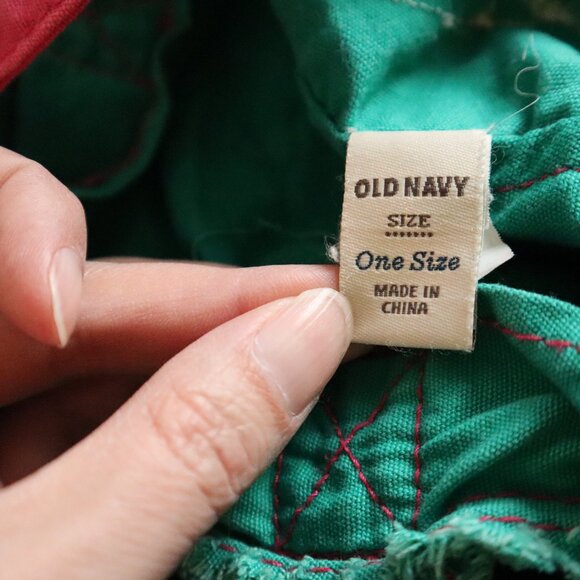 OLD NAVY
SIZE
One Size
MADE IN
CHINA